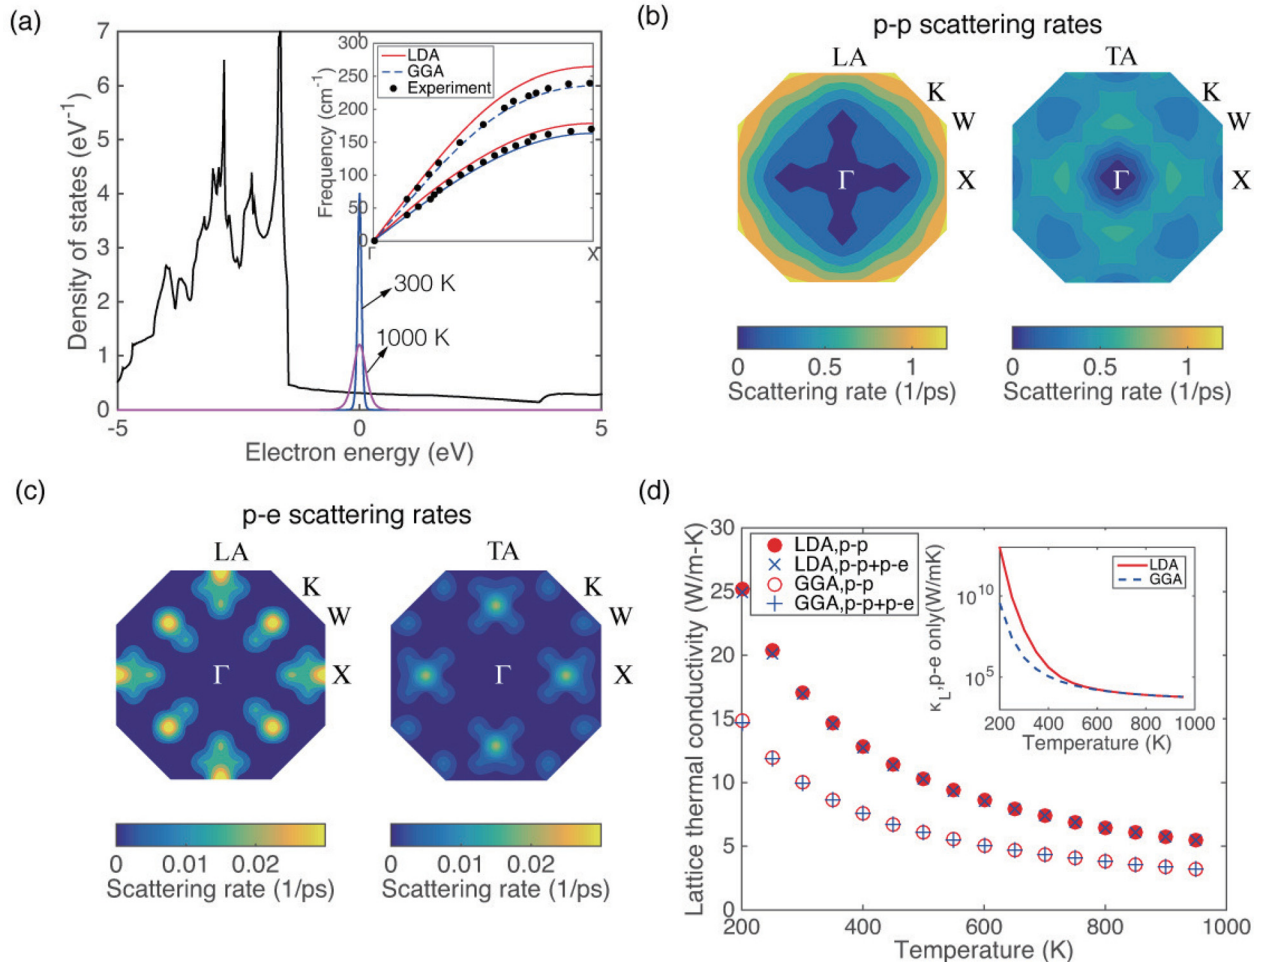 (a)
7
6
5
4
3
2
1
0
Density of states (eV-1)
-5
0
5
Electron energy (eV)
300 K
1000 K
300
250
200
150
100
50
0
Frequency (cm-1)
LDA
GGA
Experiment
Γ
X
(b)
p-p scattering rates
LA
K
W
X
Γ
TA
K
W
X
Γ
0
0.5
1
Scattering rate (1/ps)
0
0.5
1
Scattering rate (1/ps)
(c)
p-e scattering rates
LA
K
W
X
Γ
TA
K
W
X
Γ
0
0.01
0.02
Scattering rate (1/ps)
0
0.01
0.02
Scattering rate (1/ps)
(d)
30
25
20
15
10
5
0
Lattice thermal conductivity (W/m-K)
LDA,p-p
LDA,p-p+p-e
GGA,p-p
GGA,p-p+p-e
200
400
600
800
1000
Temperature (K)
κL,p-e only(W/mK)
10^10
10^5
LDA
GGA
200
400
600
800
1000
Temperature (K)